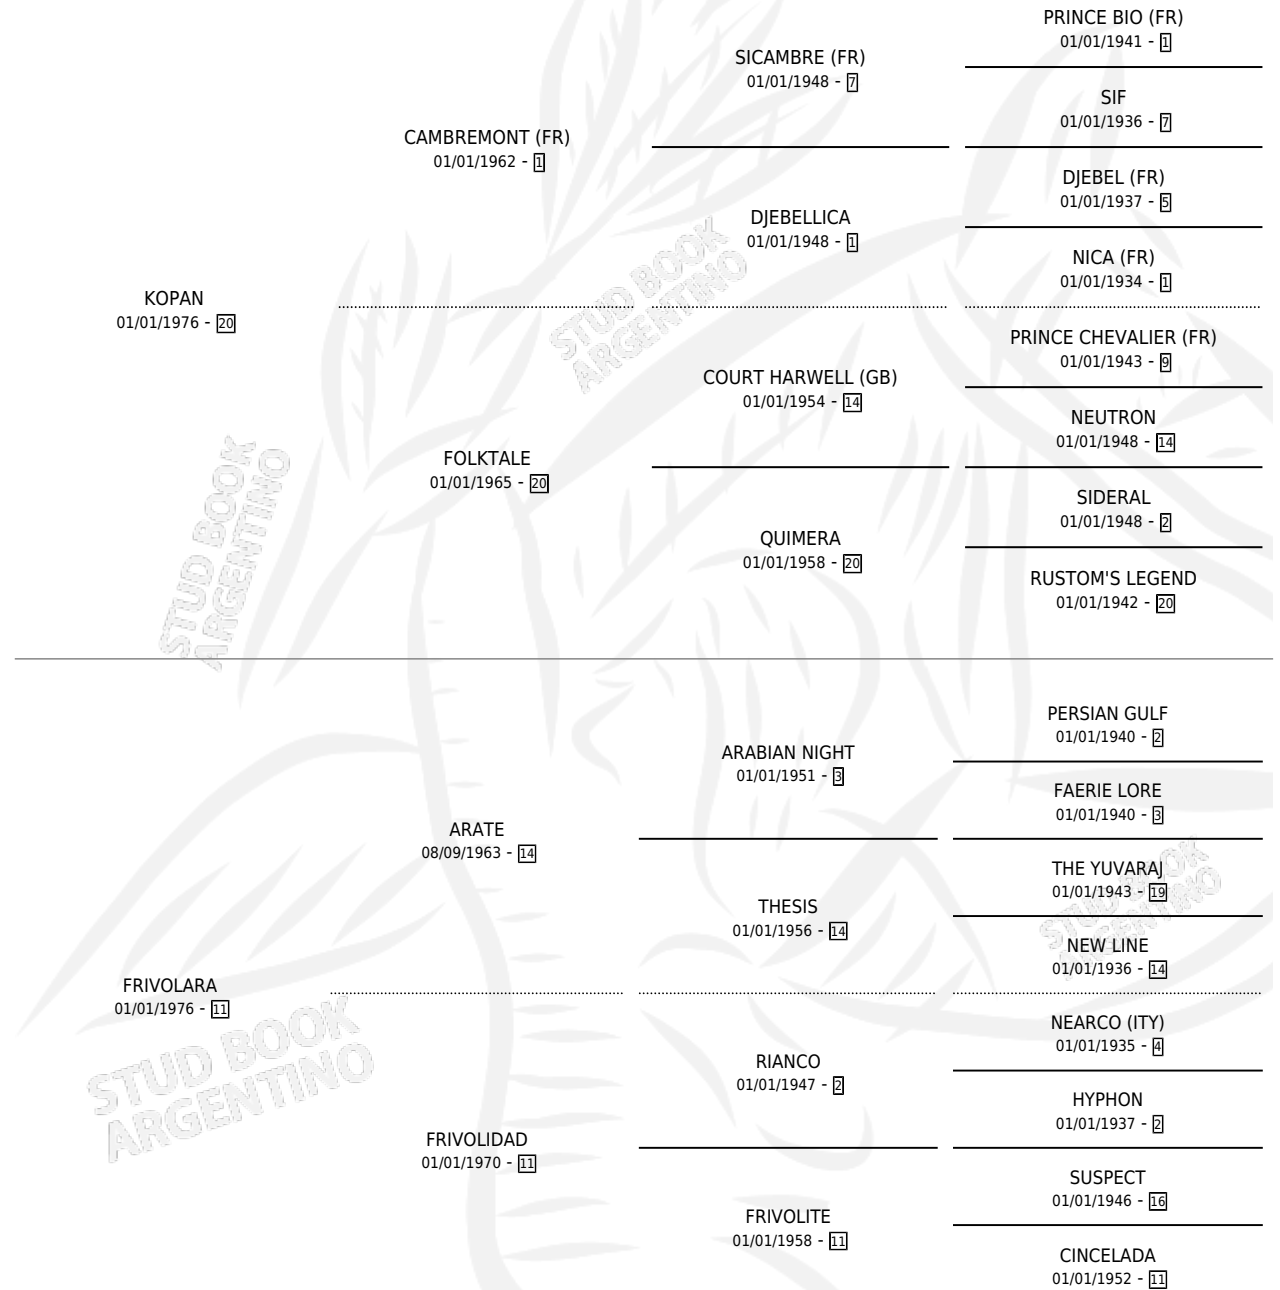 PRINCE BIO (FR)
01/01/1941 - 1
SICAMBRE (FR)
01/01/1948 - 7
SIF
01/01/1936 - 7
CAMBREMONT (FR)
01/01/1962 - 1
DJEBEL (FR)
01/01/1937 - 5
DJEBELLICA
01/01/1948 - 1
NICA (FR)
01/01/1934 - 1
KOPAN
01/01/1976 - 20
STUD BOOK
ARGENTINO
PRINCE CHEVALIER (FR)
01/01/1943 - 9
COURT HARWELL (GB)
01/01/1954 - 14
NEUTRON
01/01/1948 - 14
FOLKTALE
01/01/1965 - 20
SIDERAL
01/01/1948 - 2
QUIMERA
01/01/1958 - 20
RUSTOM'S LEGEND
01/01/1942 - 20
STUD BOOK
ARGENTINO
PERSIAN GULF
01/01/1940 - 2
ARABIAN NIGHT
01/01/1951 - 3
FAERIE LORE
01/01/1940 - 3
ARATE
08/09/1963 - 14
THE YUVARAJ
01/01/1943 - 19
THESIS
01/01/1956 - 14
STUD BOOK
ARGENTINO
NEW LINE
01/01/1936 - 14
FRIVOLARA
01/01/1976 - 11
NEARCO (ITY)
01/01/1935 - 4
RIANCO
01/01/1947 - 2
STUD BOOK
ARGENTINO
HYPHON
01/01/1937 - 2
FRIVOLIDAD
01/01/1970 - 11
SUSPECT
01/01/1946 - 16
FRIVOLITE
01/01/1958 - 11
CINCELADA
01/01/1952 - 11